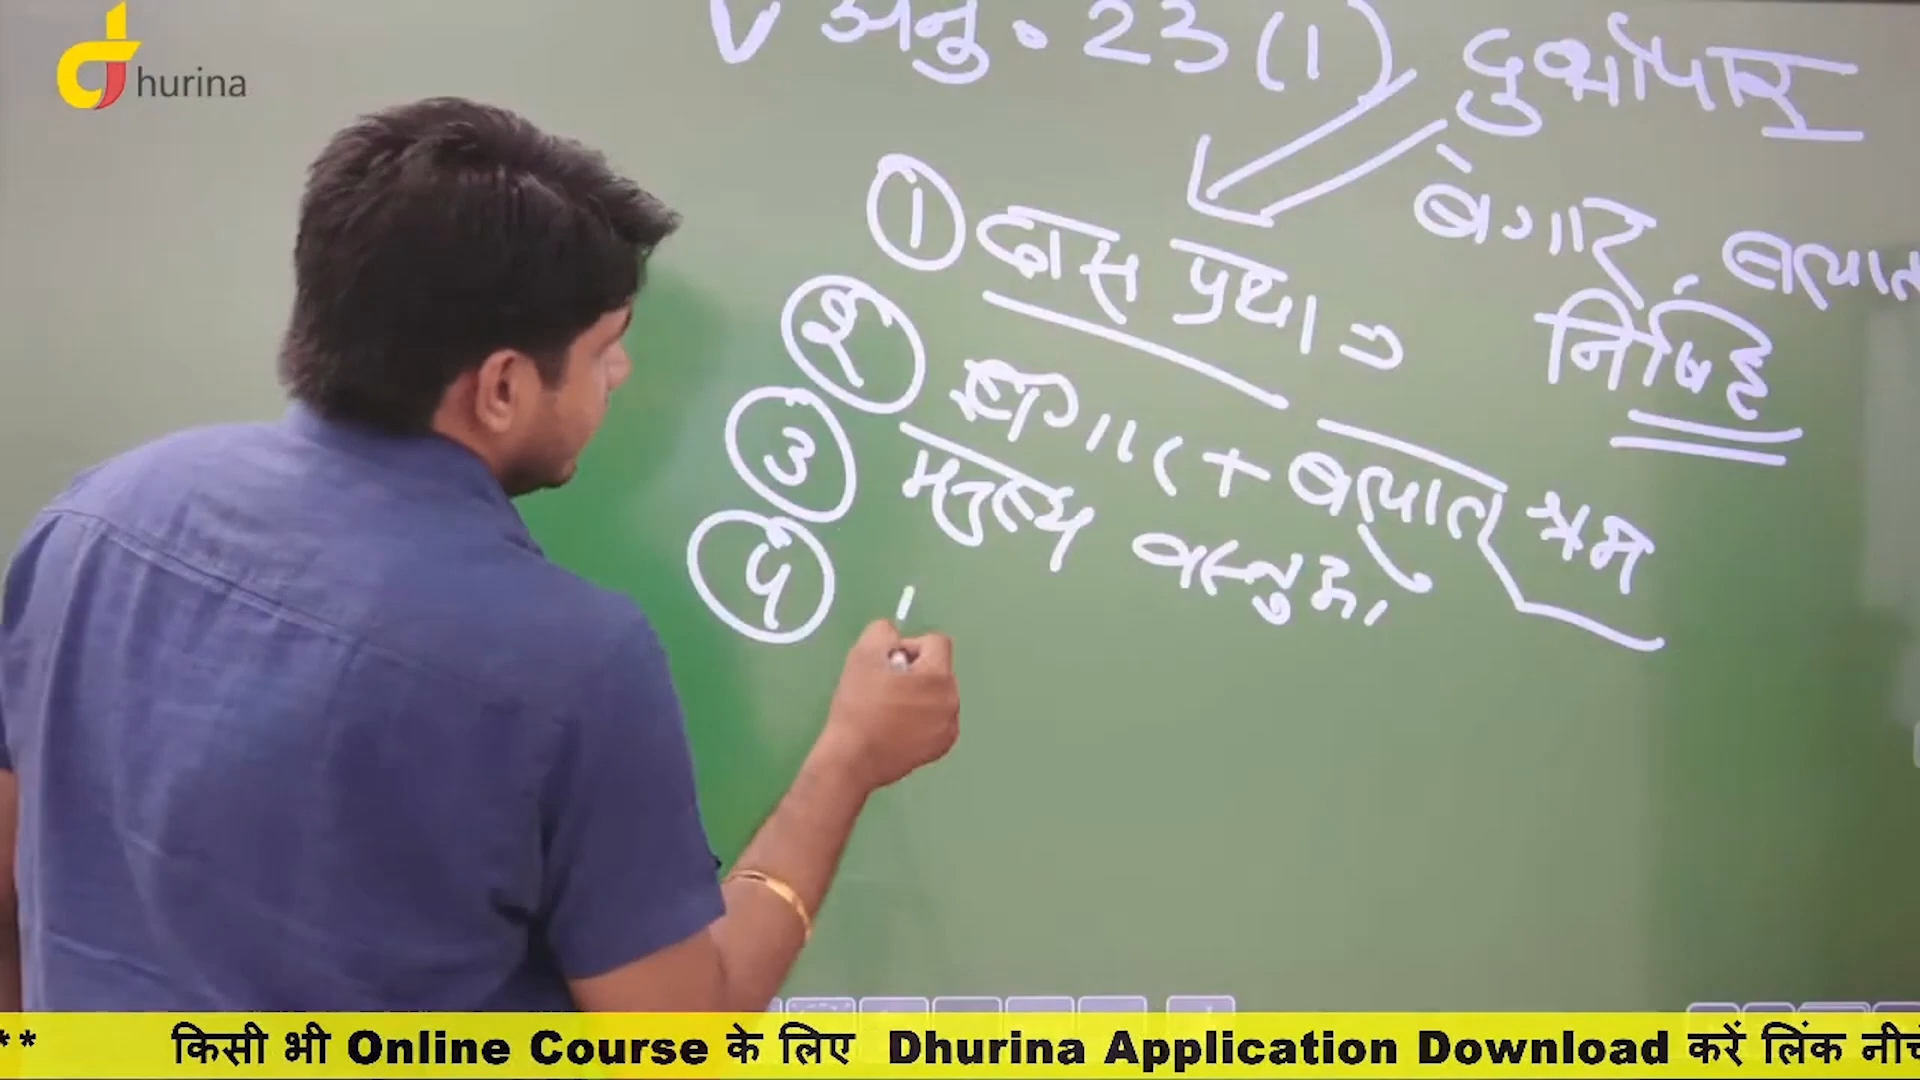 Dhurina
✓ अनु. 23 (1) दुर्व्यापार
बेगार, बलात
निषिद्ध
① दास प्रथा =
② बेगार + बलात श्रम
③ मनुष्य वस्तुमा
④
** किसी भी Online Course के लिए Dhurina Application Download करें लिंक नीचे